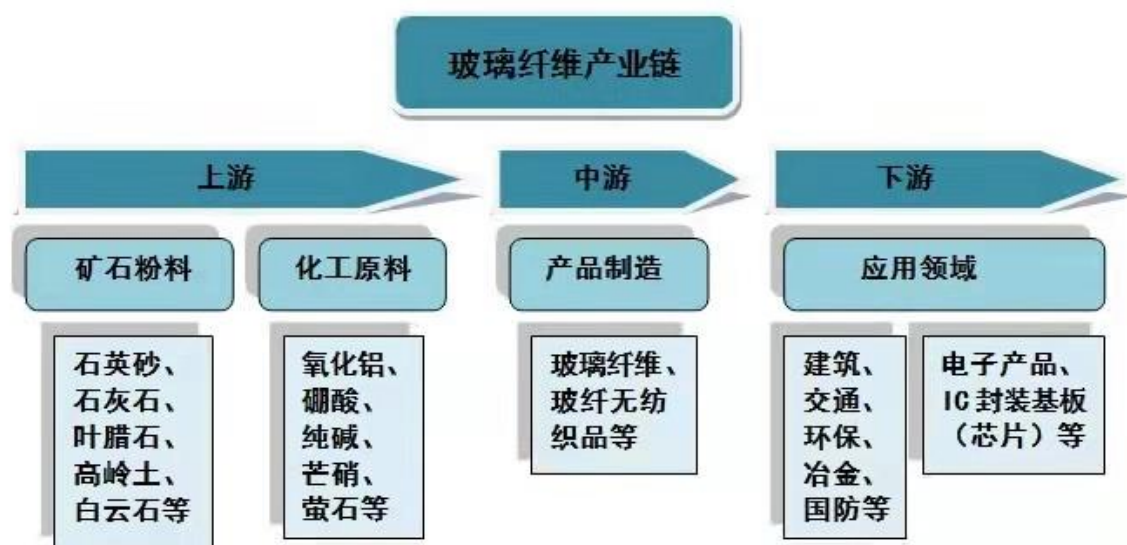 玻璃纤维产业链
上游
中游
下游
矿石粉料
化工原料
产品制造
应用领域
石英砂、
石灰石、
叶腊石、
高岭土、
白云石等
氧化铝、
硼酸、
纯碱、
芒硝、
萤石等
玻璃纤维、
玻纤无纺
织品等
建筑、
交通、
环保、
冶金、
国防等
电子产品、
IC封装基板
（芯片）等